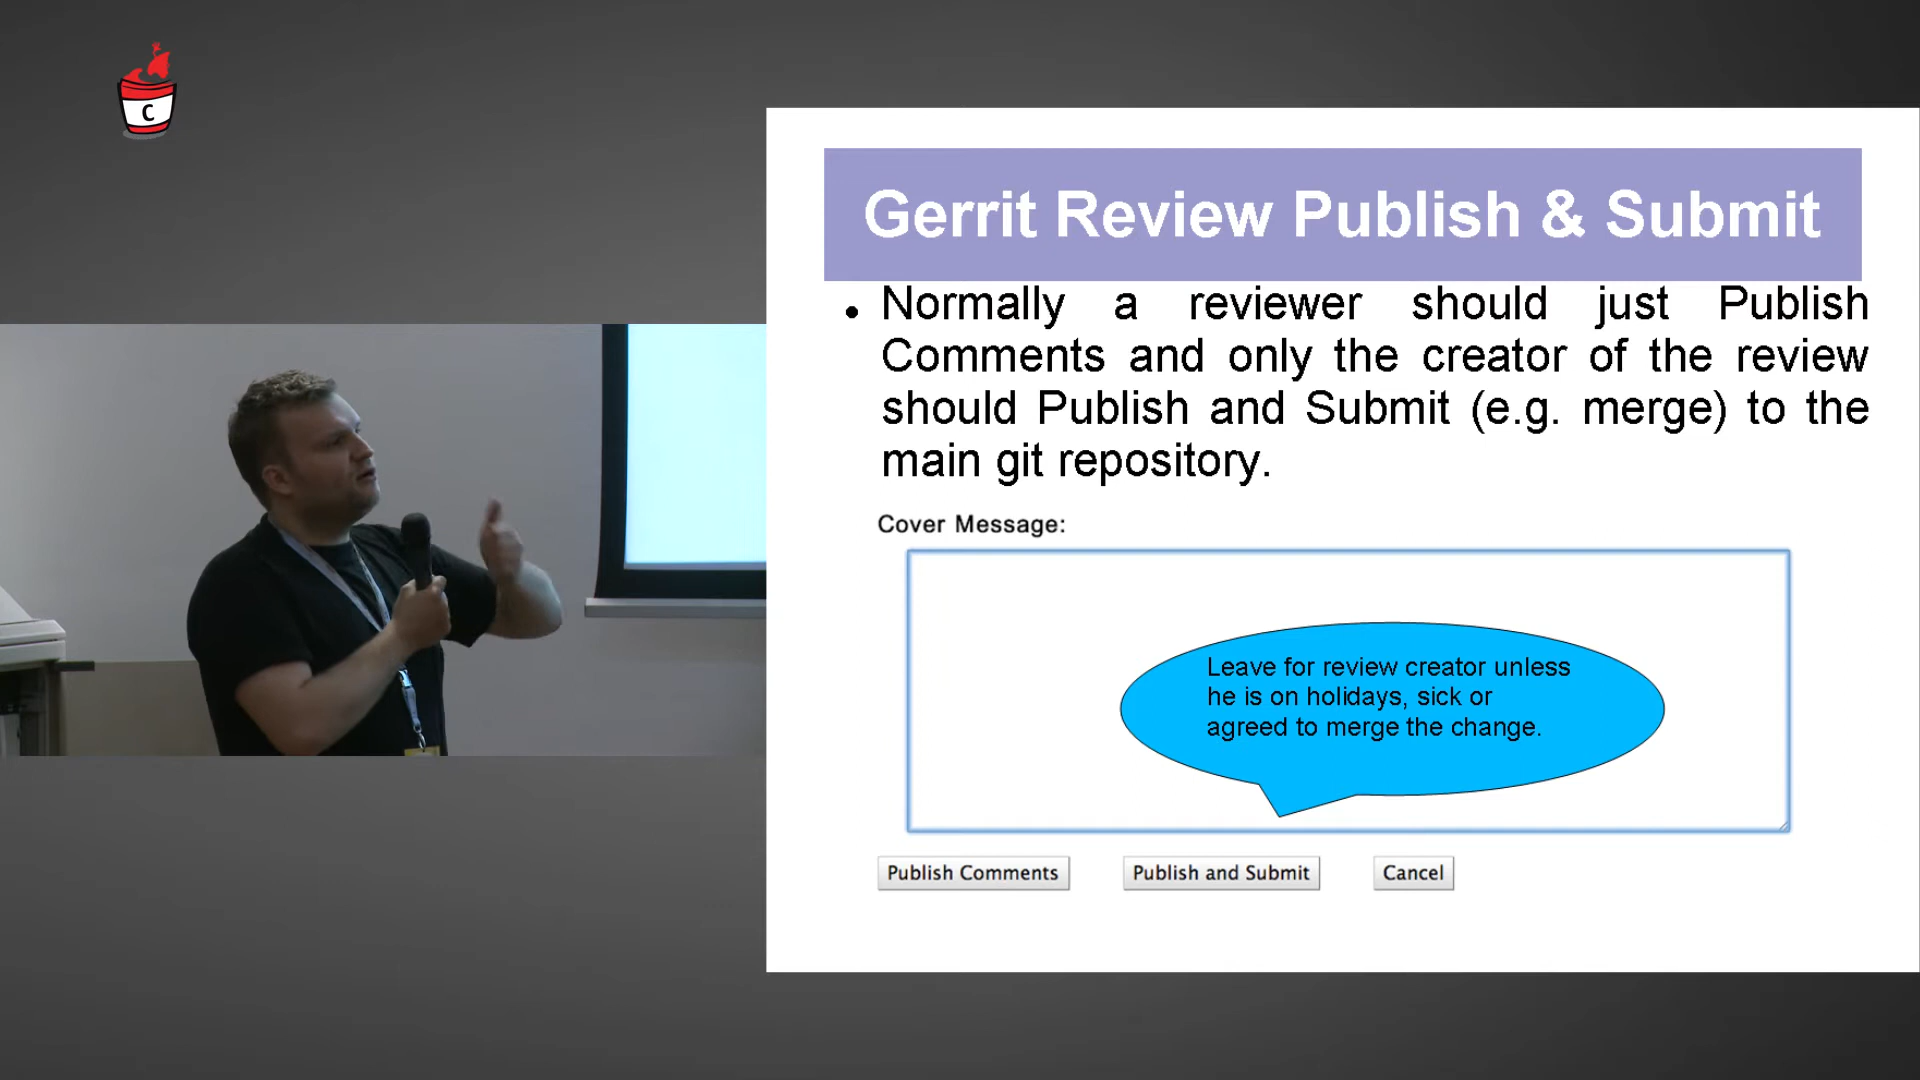 C
Gerrit Review Publish & Submit
• Normally a reviewer should just Publish
Comments and only the creator of the review
should Publish and Submit (e.g. merge) to the
main git repository.
Cover Message:
Leave for review creator unless
he is on holidays, sick or
agreed to merge the change.
Publish Comments Publish and Submit Cancel